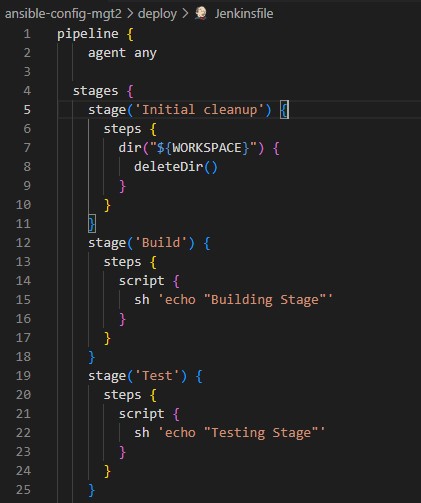 ansible-config-mgt2 > deploy > Jenkinsfile
1 pipeline {
2 agent any
3
4 stages {
5 stage('Initial cleanup') {
6 steps {
7 dir("${WORKSPACE}") {
8 deleteDir()
9 }
10 }
11 }
12 stage('Build') {
13 steps {
14 script {
15 sh 'echo "Building Stage"'
16 }
17 }
18 }
19 stage('Test') {
20 steps {
21 script {
22 sh 'echo "Testing Stage"'
23 }
24 }
25 }